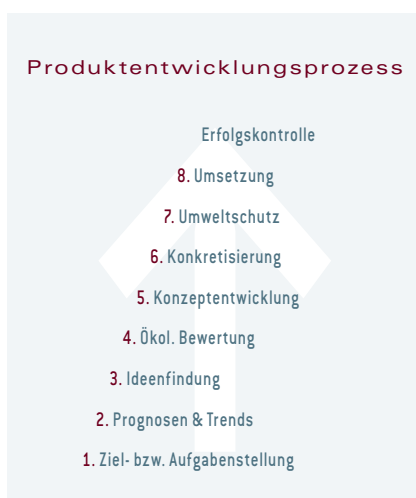 Produktentwicklungsprozess
Erfolgskontrolle
8. Umsetzung
7. Umweltschutz
6. Konkretisierung
5. Konzeptentwicklung
4. Ökol. Bewertung
3. Ideenfindung
2. Prognosen & Trends
1. Ziel- bzw. Aufgabenstellung